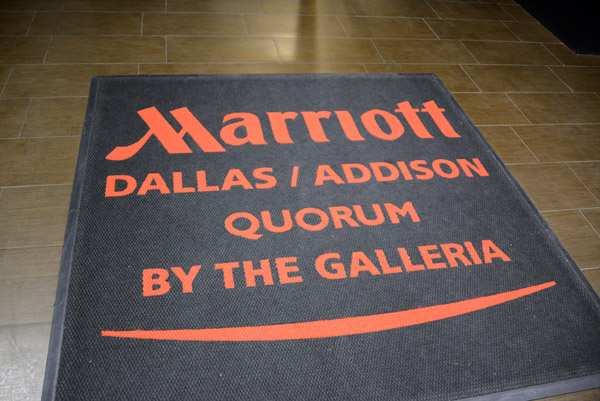 Marriott
DALLAS / ADDISON
QUORUM
BY THE GALLERIA